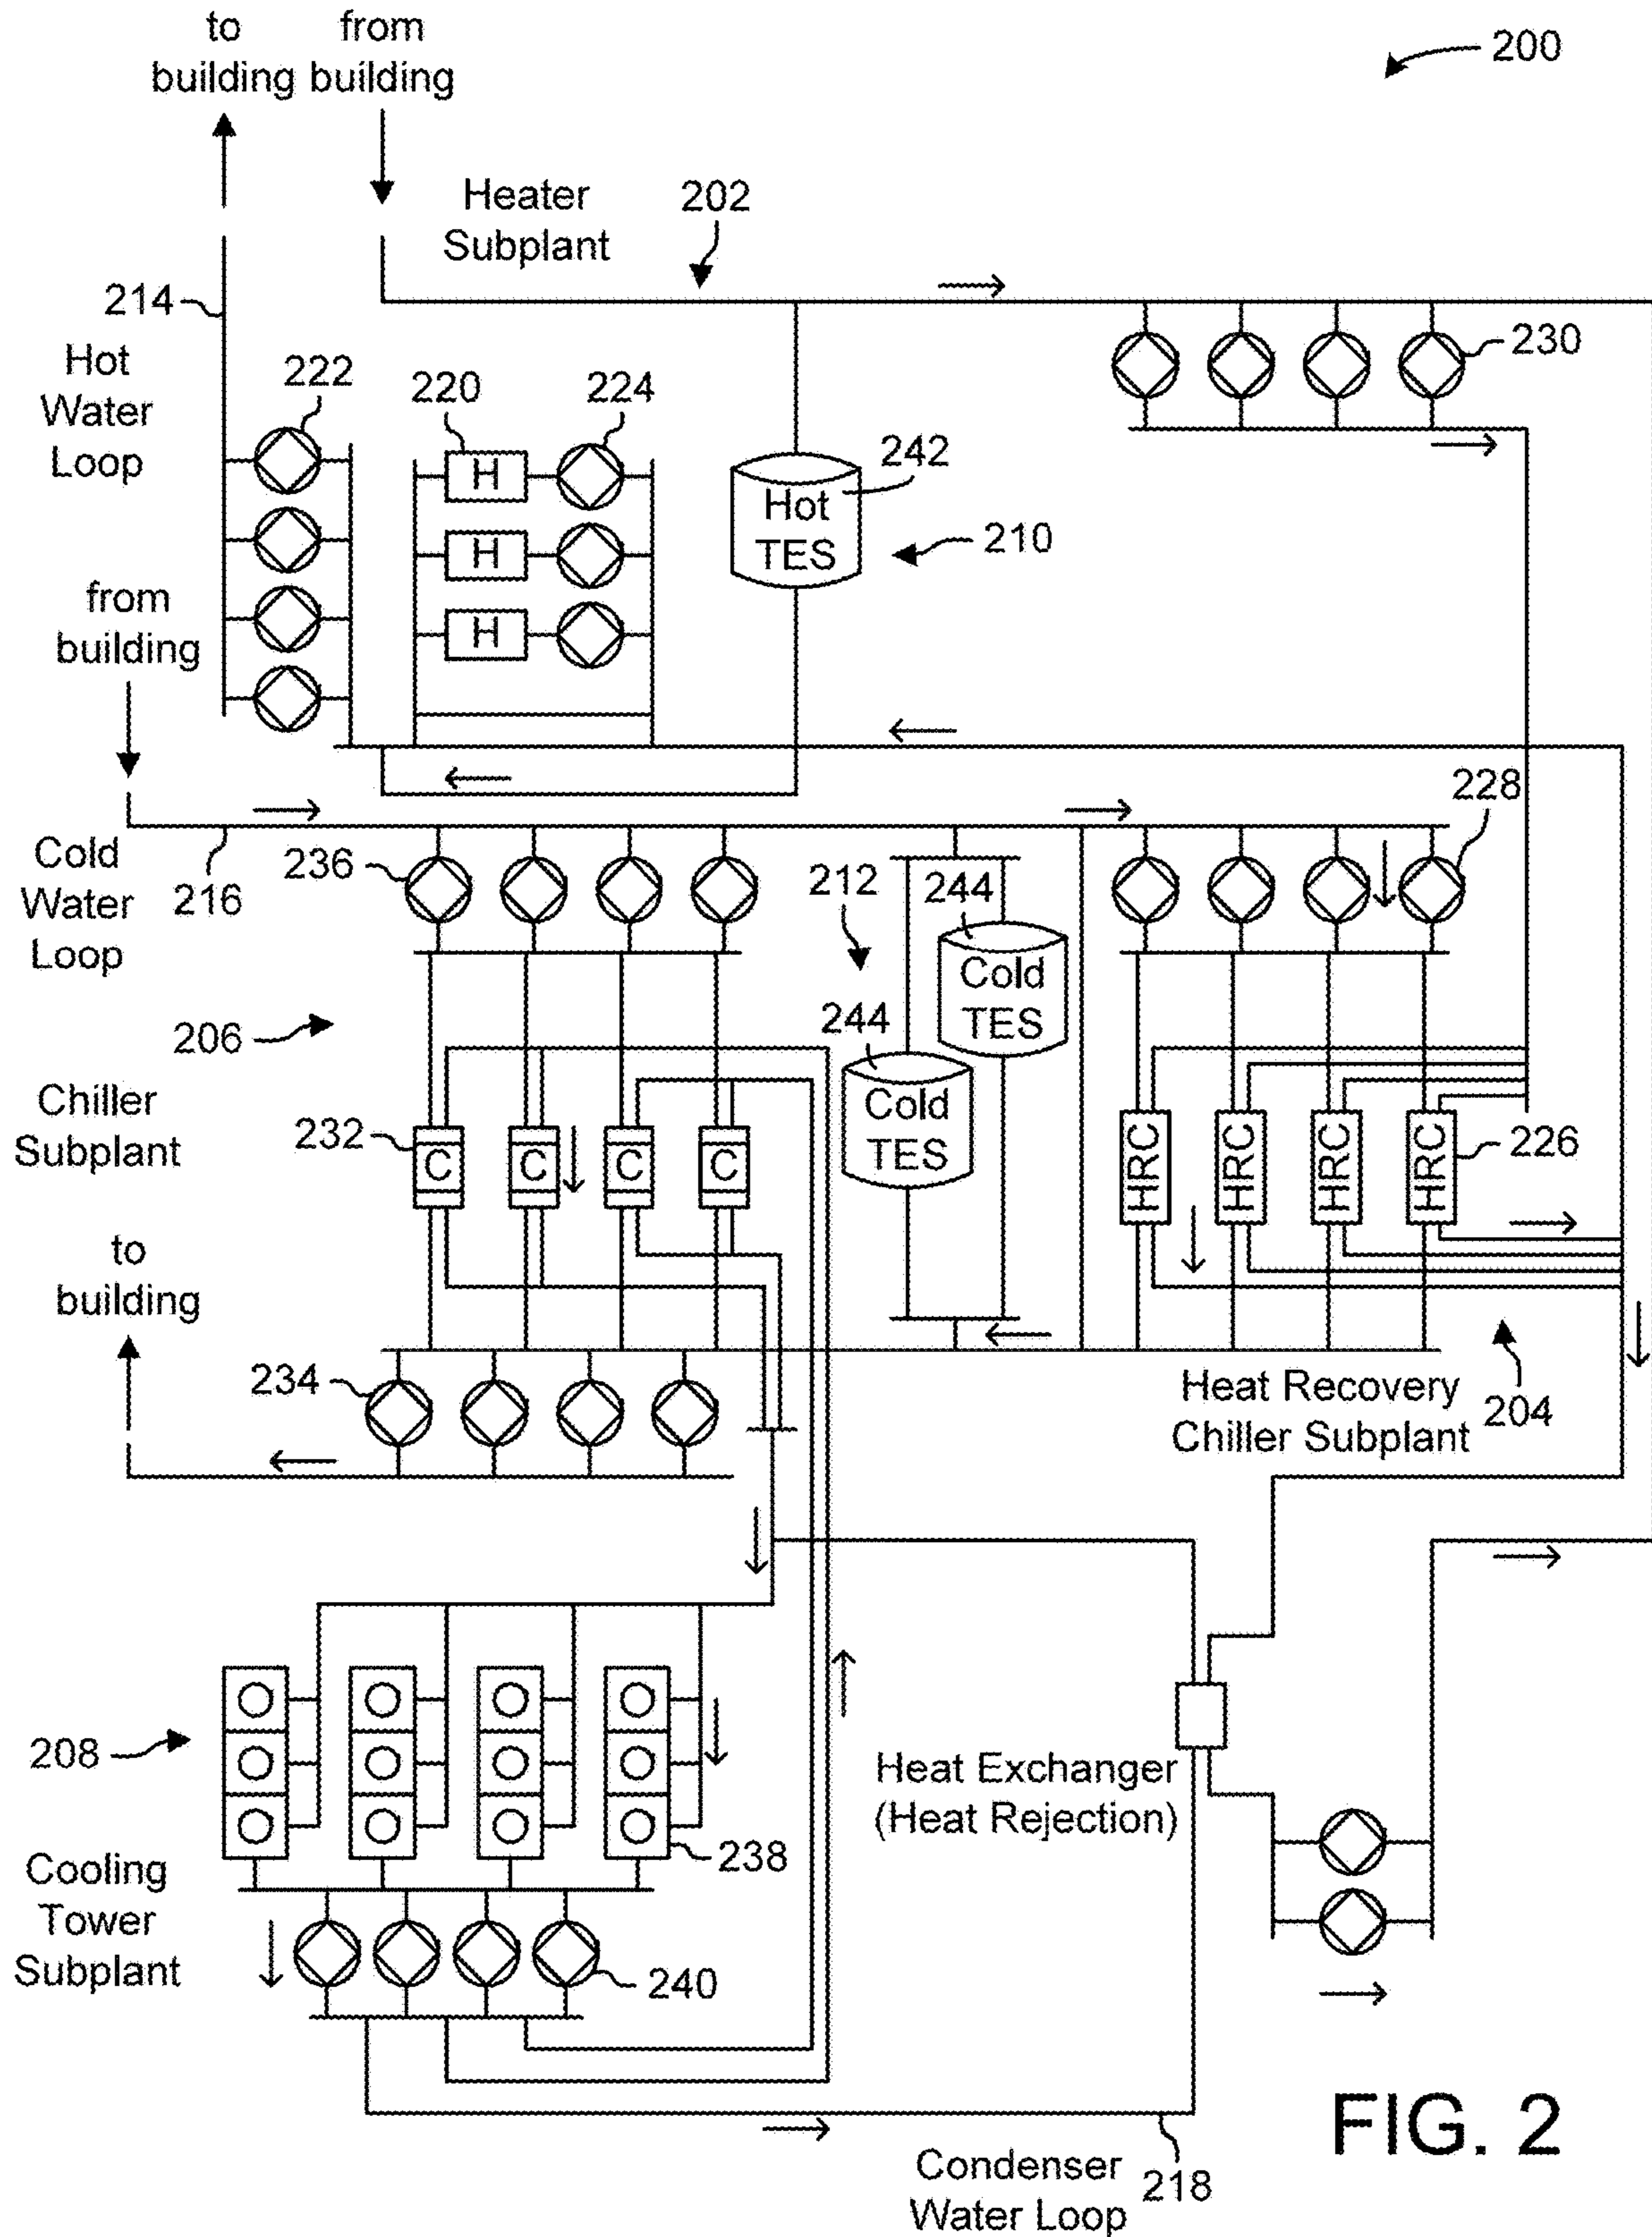 to
building
from
building
200
Heater
Subplant
202
214
Hot
Water
Loop
222
220
224
230
H
H
H
Hot
TES
242
210
from
building
228
Cold
Water
Loop
216
236
212
244
Cold
TES
244
Cold
TES
206
Chiller
Subplant
232
C
C
C
C
HRC
HRC
HRC
HRC
226
to
building
234
Heat Recovery
Chiller Subplant
204
208
Heat Exchanger
(Heat Rejection)
238
Cooling
Tower
Subplant
240
FIG. 2
Condenser
Water Loop
218